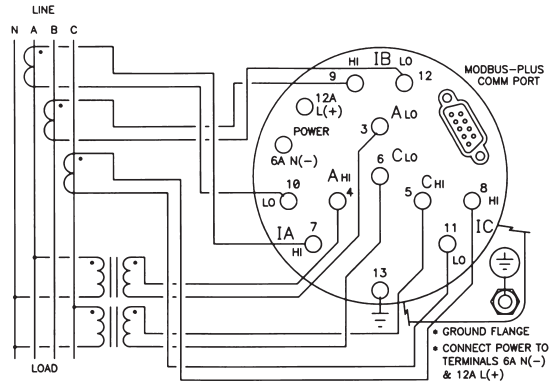 LINE
N A B C
HI IB LO
9 12
MODBUS-PLUS
COMM PORT
12A
L(+)
3 A LO
POWER
6A N(-)
6 C LO
10
LO
A HI
4
C HI
5
8
HI
IA
7
HI
IC
11
LO
13
• GROUND FLANGE
• CONNECT POWER TO
TERMINALS 6A N(-)
& 12A L(+)
LOAD